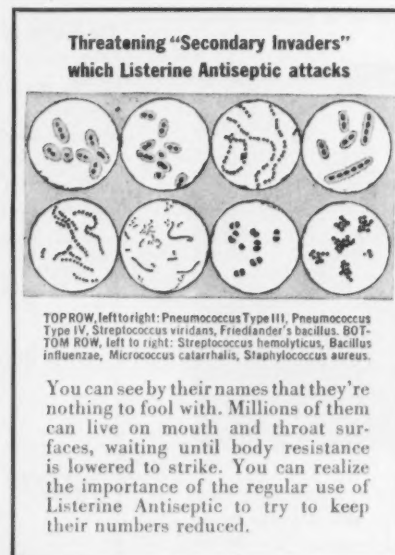 Threatening "Secondary Invaders"
which Listerine Antiseptic attacks
TOP ROW, left to right: Pneumococcus Type III, Pneumococcus
Type IV, Streptococcus viridans, Friedlander's bacillus. BOT-
TOM ROW, left to right: Streptococcus hemolyticus, Bacillus
influenzae, Micrococcus catarrhalis, Staphylococcus aureus.
You can see by their names that they're
nothing to fool with. Millions of them
can live on mouth and throat sur-
faces, waiting until body resistance
is lowered to strike. You can realize
the importance of the regular use of
Listerine Antiseptic to try to keep
their numbers reduced.